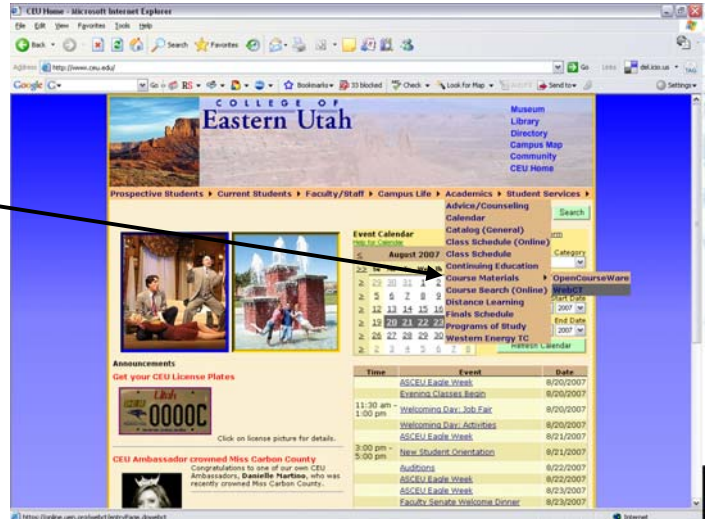 CEU Home - Microsoft Internet Explorer
File Edit View Favorites Tools Help
Back Search Favorites
Address http://www.ceu.edu/ Go Links del.icio.us TAG
Google G Go RS Bookmarks 33 blocked Check Look for Map Send to Settings
COLLEGE OF
Eastern Utah
Museum
Library
Directory
Campus Map
Community
CEU Home
Prospective Students Current Students Faculty/Staff Campus Life Academics Student Services
Advice/Counseling
Calendar
Catalog (General)
Class Schedule (Online)
Class Schedule
Continuing Education
Course Materials
Course Search (Online)
Distance Learning
Finals Schedule
Programs of Study
Western Energy TC
OpenCourseWare
WebCT
Search
Event Calendar
Help for Calendar
< August 2007
>> We
> 29 30 31 1 2
> 5 6 7 8 9
> 12 13 14 15 16
> 19 20 21 22 23
> 26 27 28 29 30
> 2 3 4 5 6 7 8
Category
Start Date
2007
End Date
2007
Refresh Calendar
Announcements
Get your CEU License Plates
Utah
0000C
Click on license picture for details.
CEU Ambassador crowned Miss Carbon County
Congratulations to one of our own CEU
Ambassadors, Danielle Martino, who was
recently crowned Miss Carbon County.
Time Event Date
ASCEU Eagle Week 8/20/2007
Evening Classes Begin 8/20/2007
11:30 am - 1:00 pm Welcoming Day: Job Fair 8/20/2007
Welcoming Day: Activities 8/20/2007
ASCEU Eagle Week 8/21/2007
3:00 pm - 5:00 pm New Student Orientation 8/21/2007
Auditions 8/22/2007
ASCEU Eagle Week 8/22/2007
ASCEU Eagle Week 8/23/2007
Faculty Senate Welcome Dinner 8/23/2007
Internet